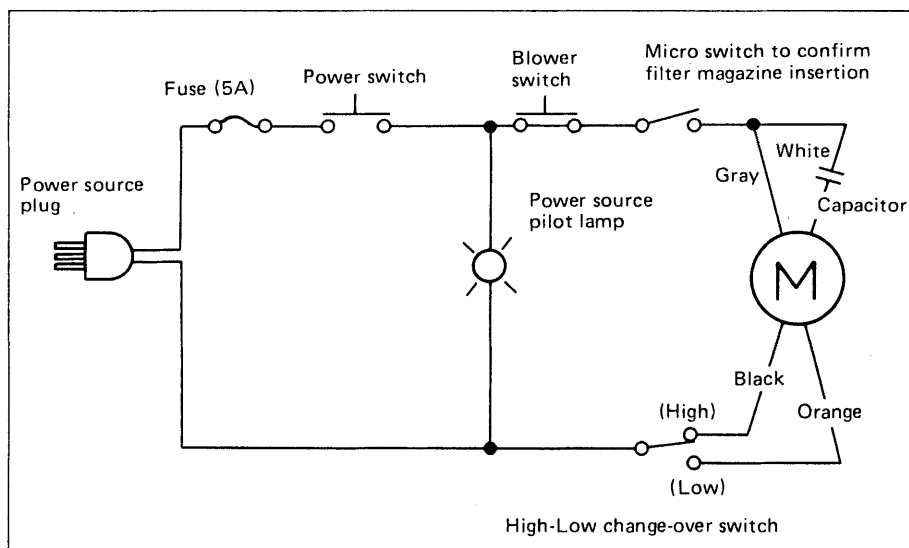 Fuse (5A)
Power switch
Blower
switch
Micro switch to confirm
filter magazine insertion
Power source
plug
Power source
pilot lamp
White
Gray
Capacitor
M
Black
Orange
(High)
(Low)
High-Low change-over switch